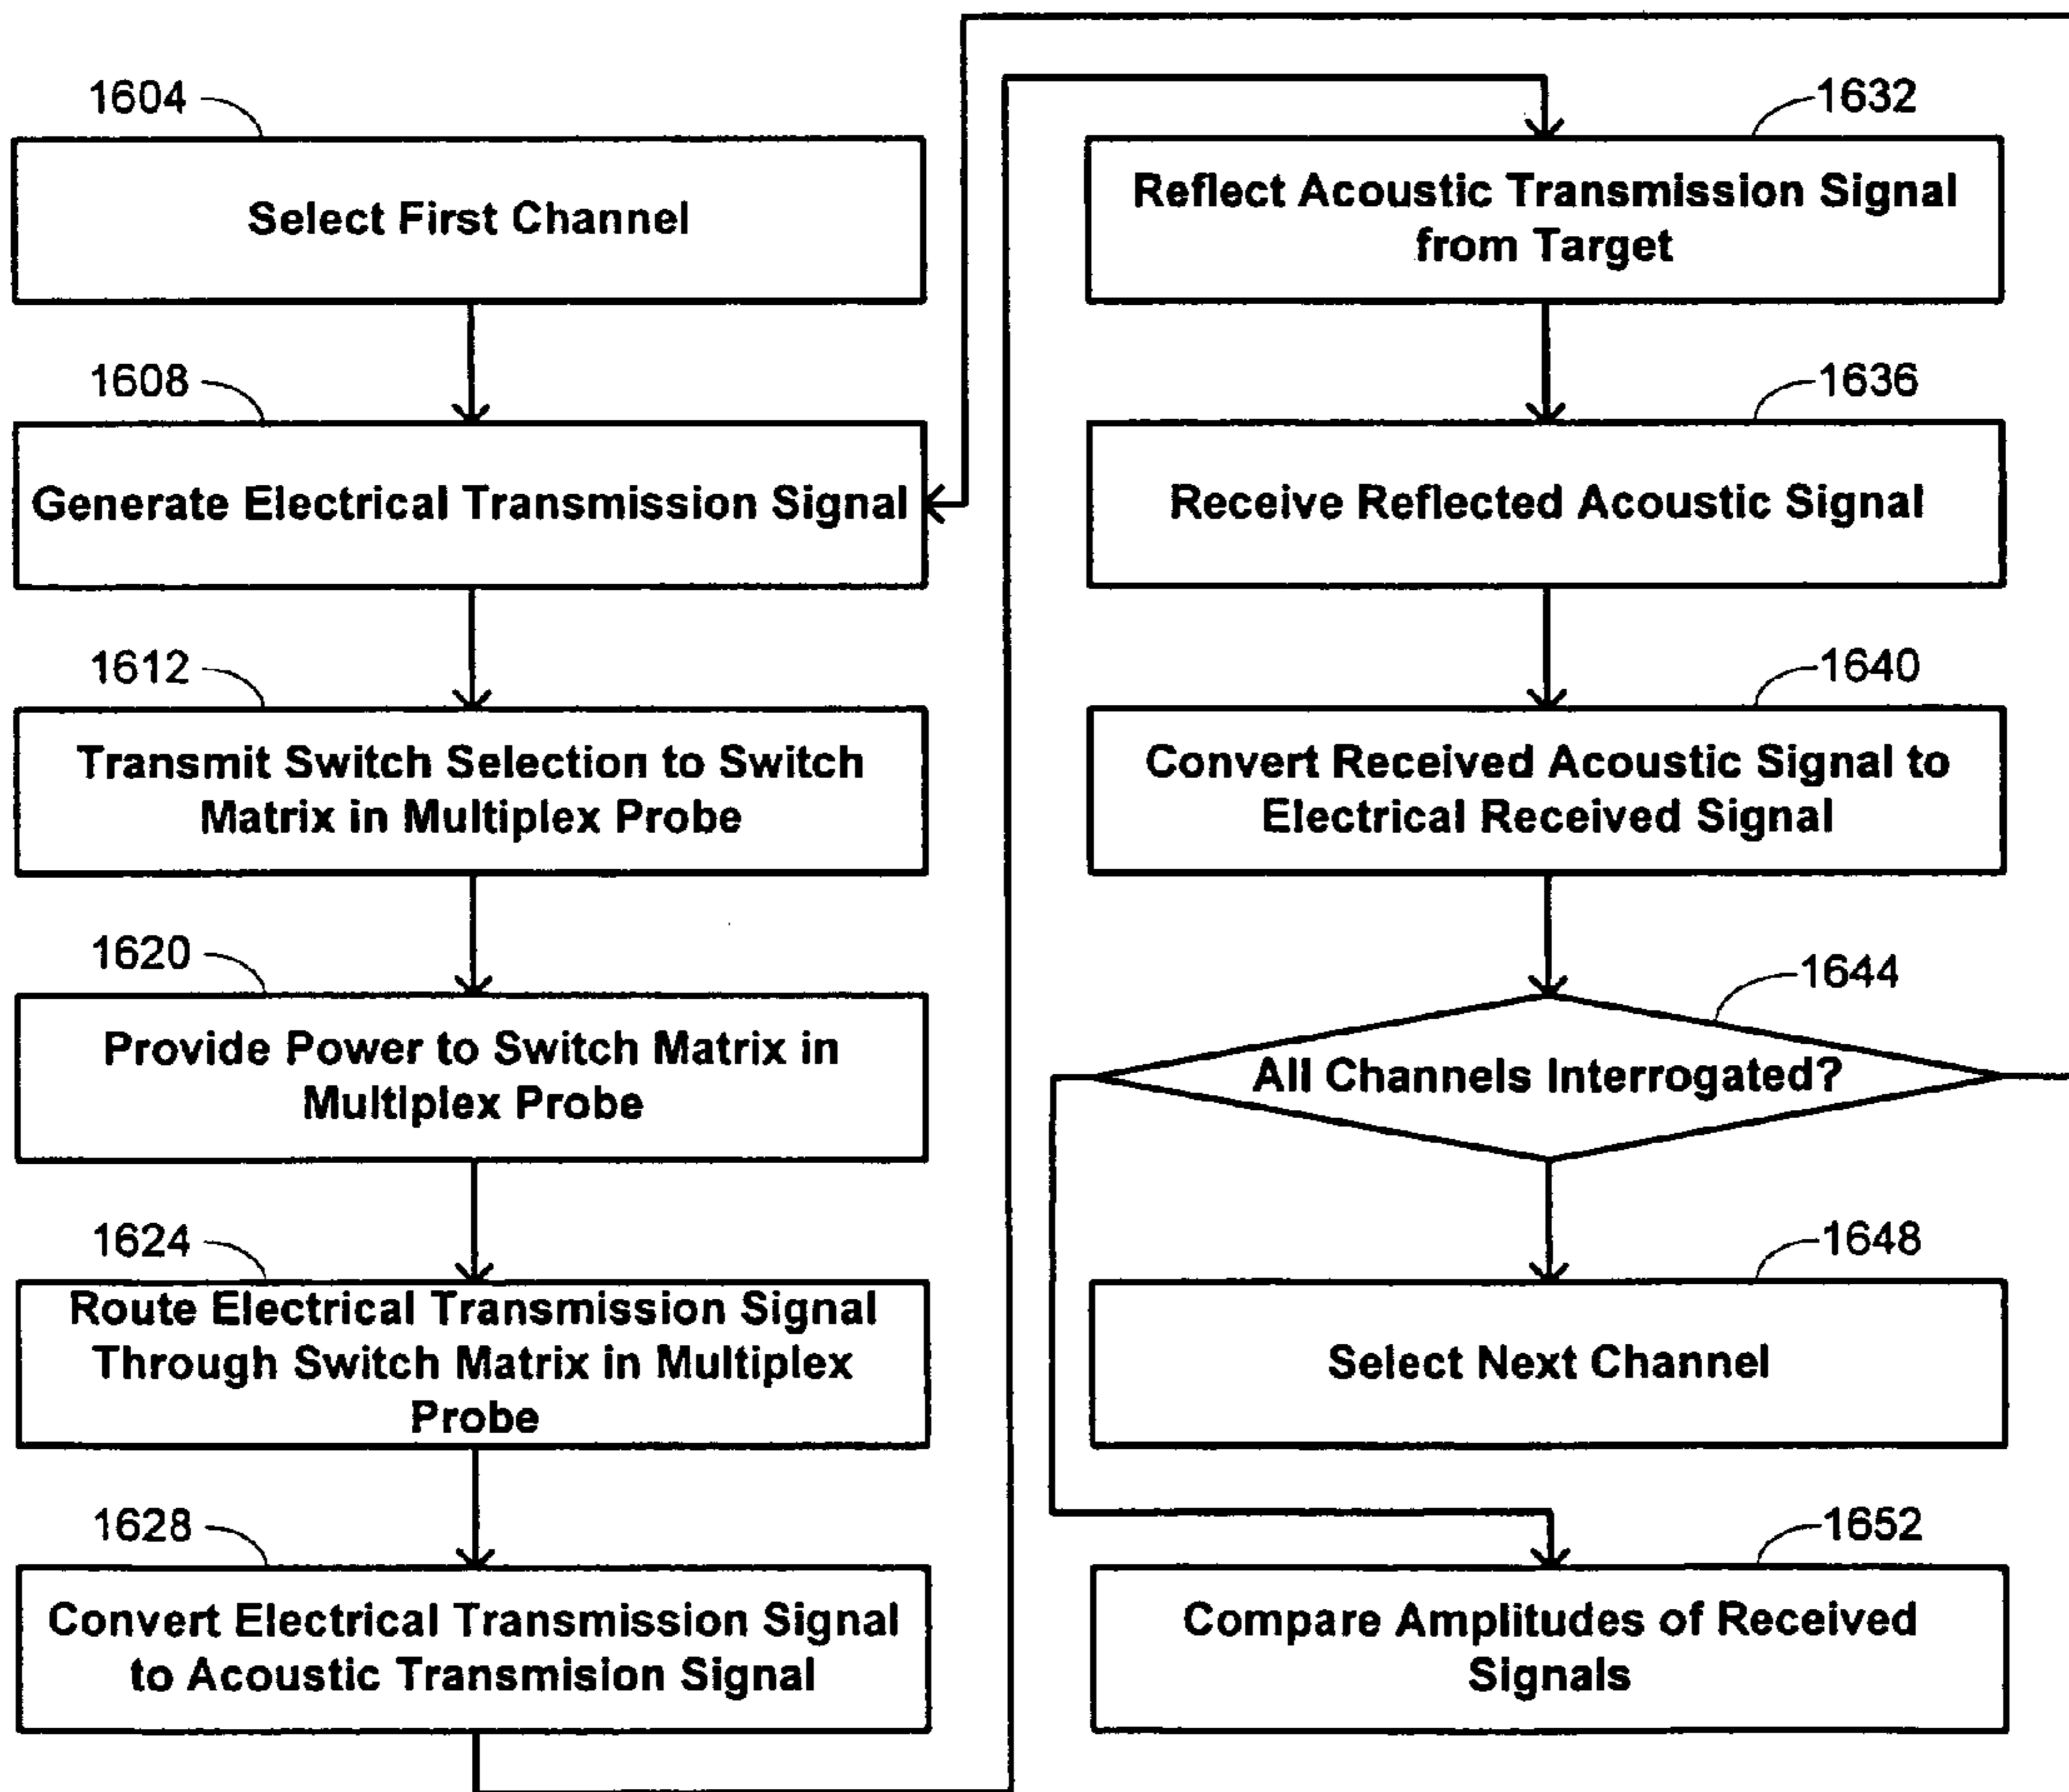 1604
Select First Channel
1608
Generate Electrical Transmission Signal
1612
Transmit Switch Selection to Switch
Matrix in Multiplex Probe
1620
Provide Power to Switch Matrix in
Multiplex Probe
1624
Route Electrical Transmission Signal
Through Switch Matrix in Multiplex
Probe
1628
Convert Electrical Transmission Signal
to Acoustic Transmision Signal
1632
Reflect Acoustic Transmission Signal
from Target
1636
Receive Reflected Acoustic Signal
1640
Convert Received Acoustic Signal to
Electrical Received Signal
1644
All Channels Interrogated?
1648
Select Next Channel
1652
Compare Amplitudes of Received
Signals